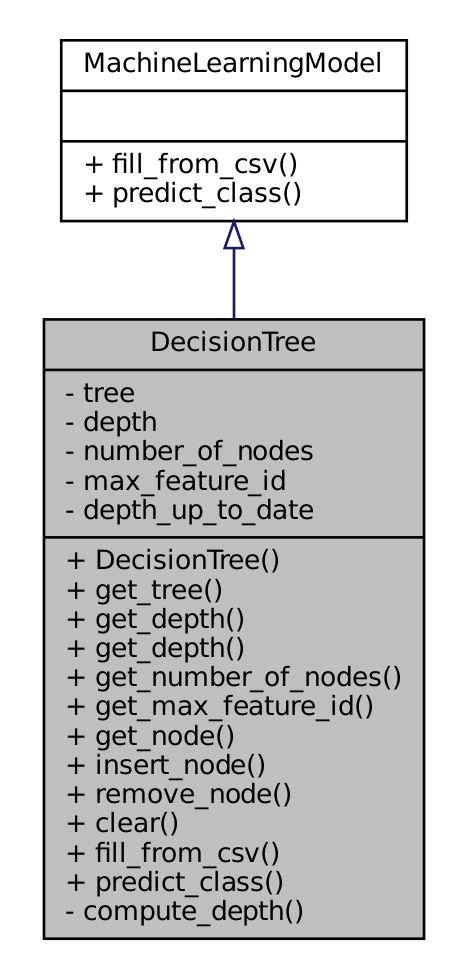 MachineLearningModel
+ fill_from_csv()
+ predict_class()
DecisionTree
- tree
- depth
- number_of_nodes
- max_feature_id
- depth_up_to_date
+ DecisionTree()
+ get_tree()
+ get_depth()
+ get_depth()
+ get_number_of_nodes()
+ get_max_feature_id()
+ get_node()
+ insert_node()
+ remove_node()
+ clear()
+ fill_from_csv()
+ predict_class()
- compute_depth()